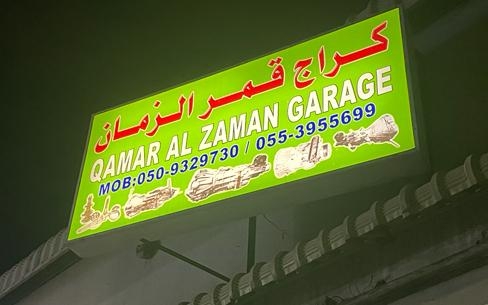 كراج قمر الزمان
QAMAR AL ZAMAN GARAGE
MOB:050-9329730 / 055-3955699